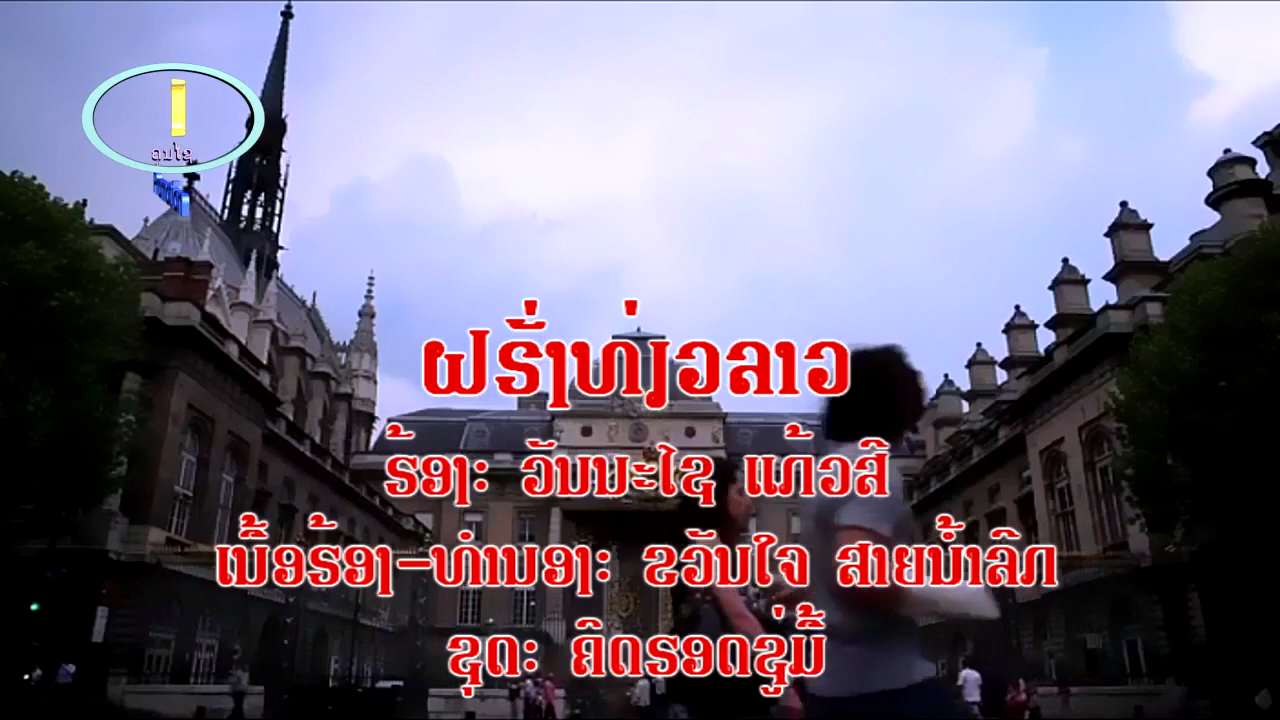 ຝຣັ່ງທ່ຽວລາວ
ຮ້ອງ: ວັນນະໄຊ ແກ້ວສີ
ເນື້ອຮ້ອງ-ທຳນອງ: ຂວັນໃຈ ສາຍນ້ຳລຶກ
ຊຸດ: ຄິດຮອດຊູ່ມື້